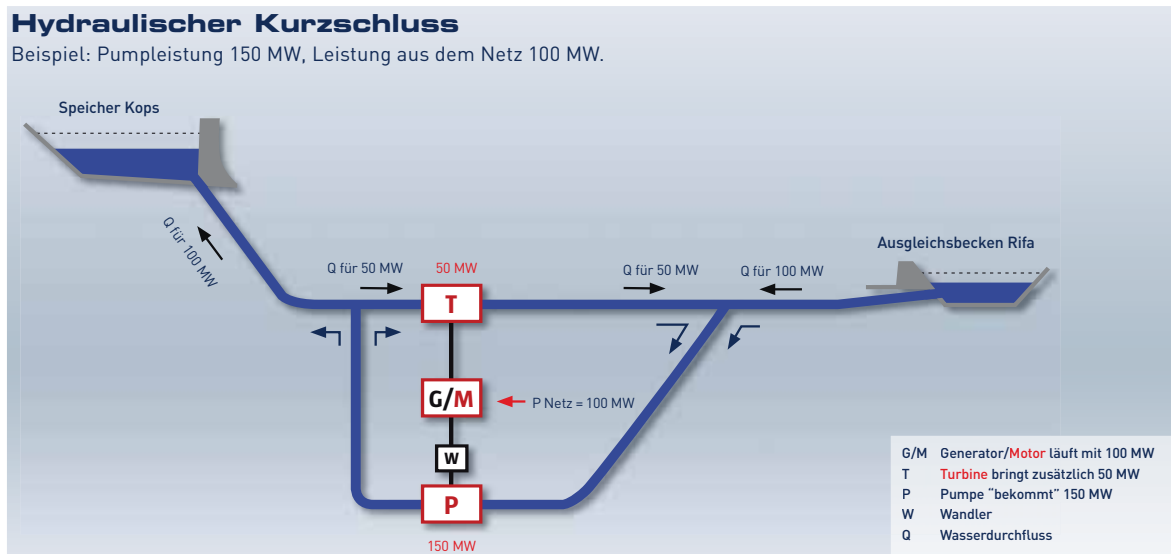 Hydraulischer Kurzschluss
Beispiel: Pumpleistung 150 MW, Leistung aus dem Netz 100 MW.
Speicher Kops
Q für 100 MW
Q für 50 MW
50 MW
Q für 50 MW
Q für 100 MW
Ausgleichsbecken Rifa
T
G/M
P Netz = 100 MW
W
P
150 MW
G/M Generator/Motor läuft mit 100 MW
T Turbine bringt zusätzlich 50 MW
P Pumpe “bekommt” 150 MW
W Wandler
Q Wasserdurchfluss